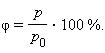 φ = p/p₀ · 100 %.